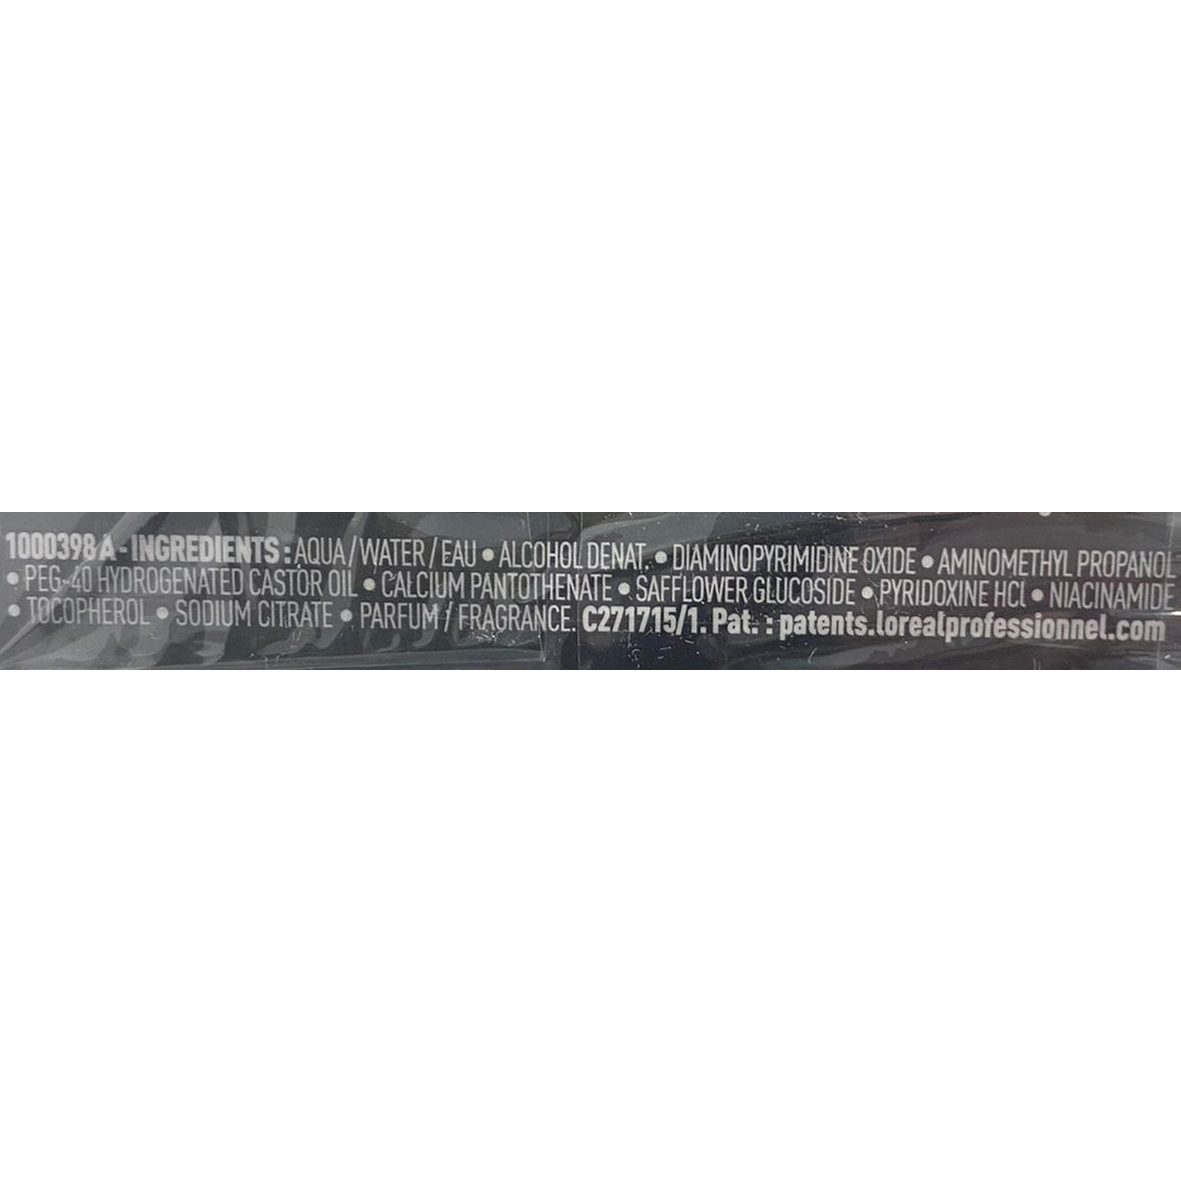 1000398 A - INGREDIENTS : AQUA / WATER / EAU • ALCOHOL DENAT. • DIAMINOPYRIMIDINE OXIDE • AMINOMETHYL PROPANOL
• PEG-40 HYDROGENATED CASTOR OIL • CALCIUM PANTOTHENATE • SAFFLOWER GLUCOSIDE • PYRIDOXINE HCl • NIACINAMIDE
• TOCOPHEROL • SODIUM CITRATE • PARFUM / FRAGRANCE. C271715/1. Pat. : patents.lorealprofessionnel.com